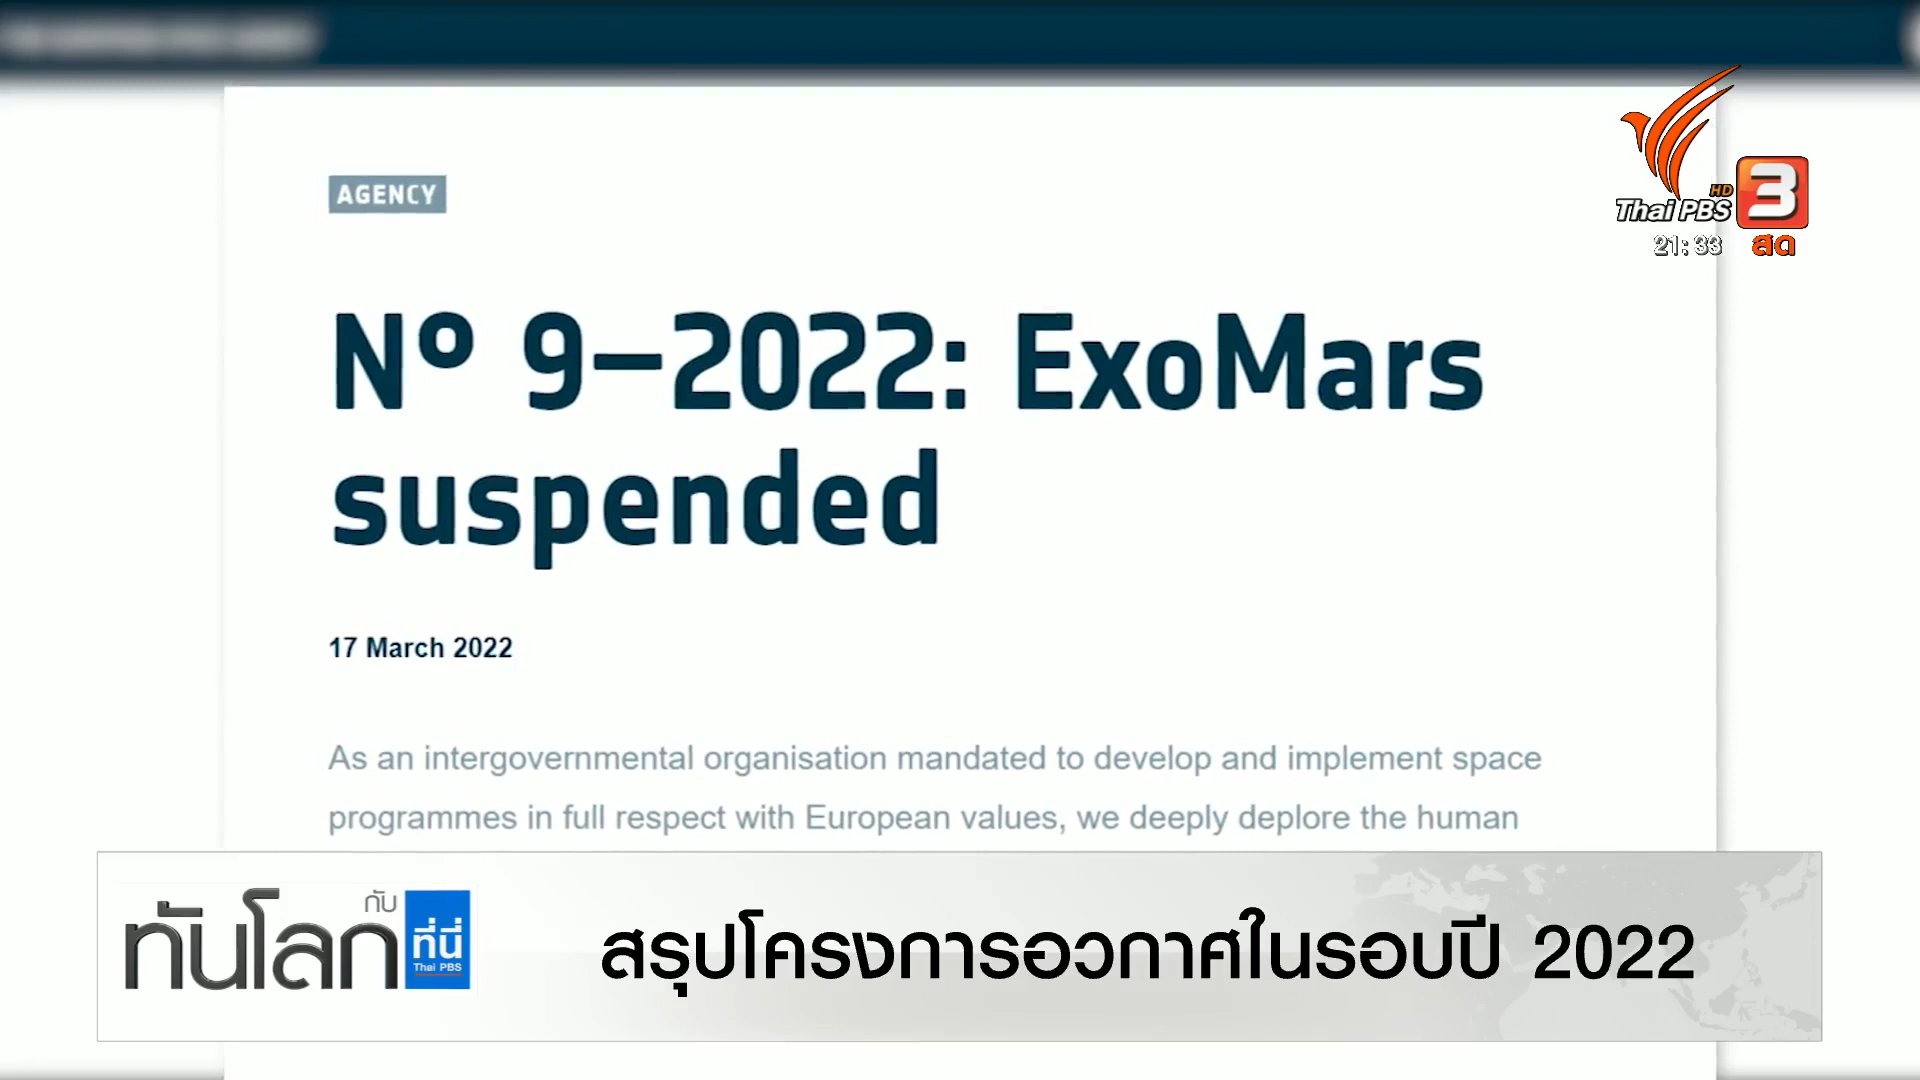 AGENCY
HD
Thai PBS 3
21:33 สด
Nº 9–2022: ExoMars
suspended
17 March 2022
As an intergovernmental organisation mandated to develop and implement space
programmes in full respect with European values, we deeply deplore the human
ทันโลก กับ ที่นี่ Thai PBS
สรุปโครงการอวกาศในรอบปี 2022